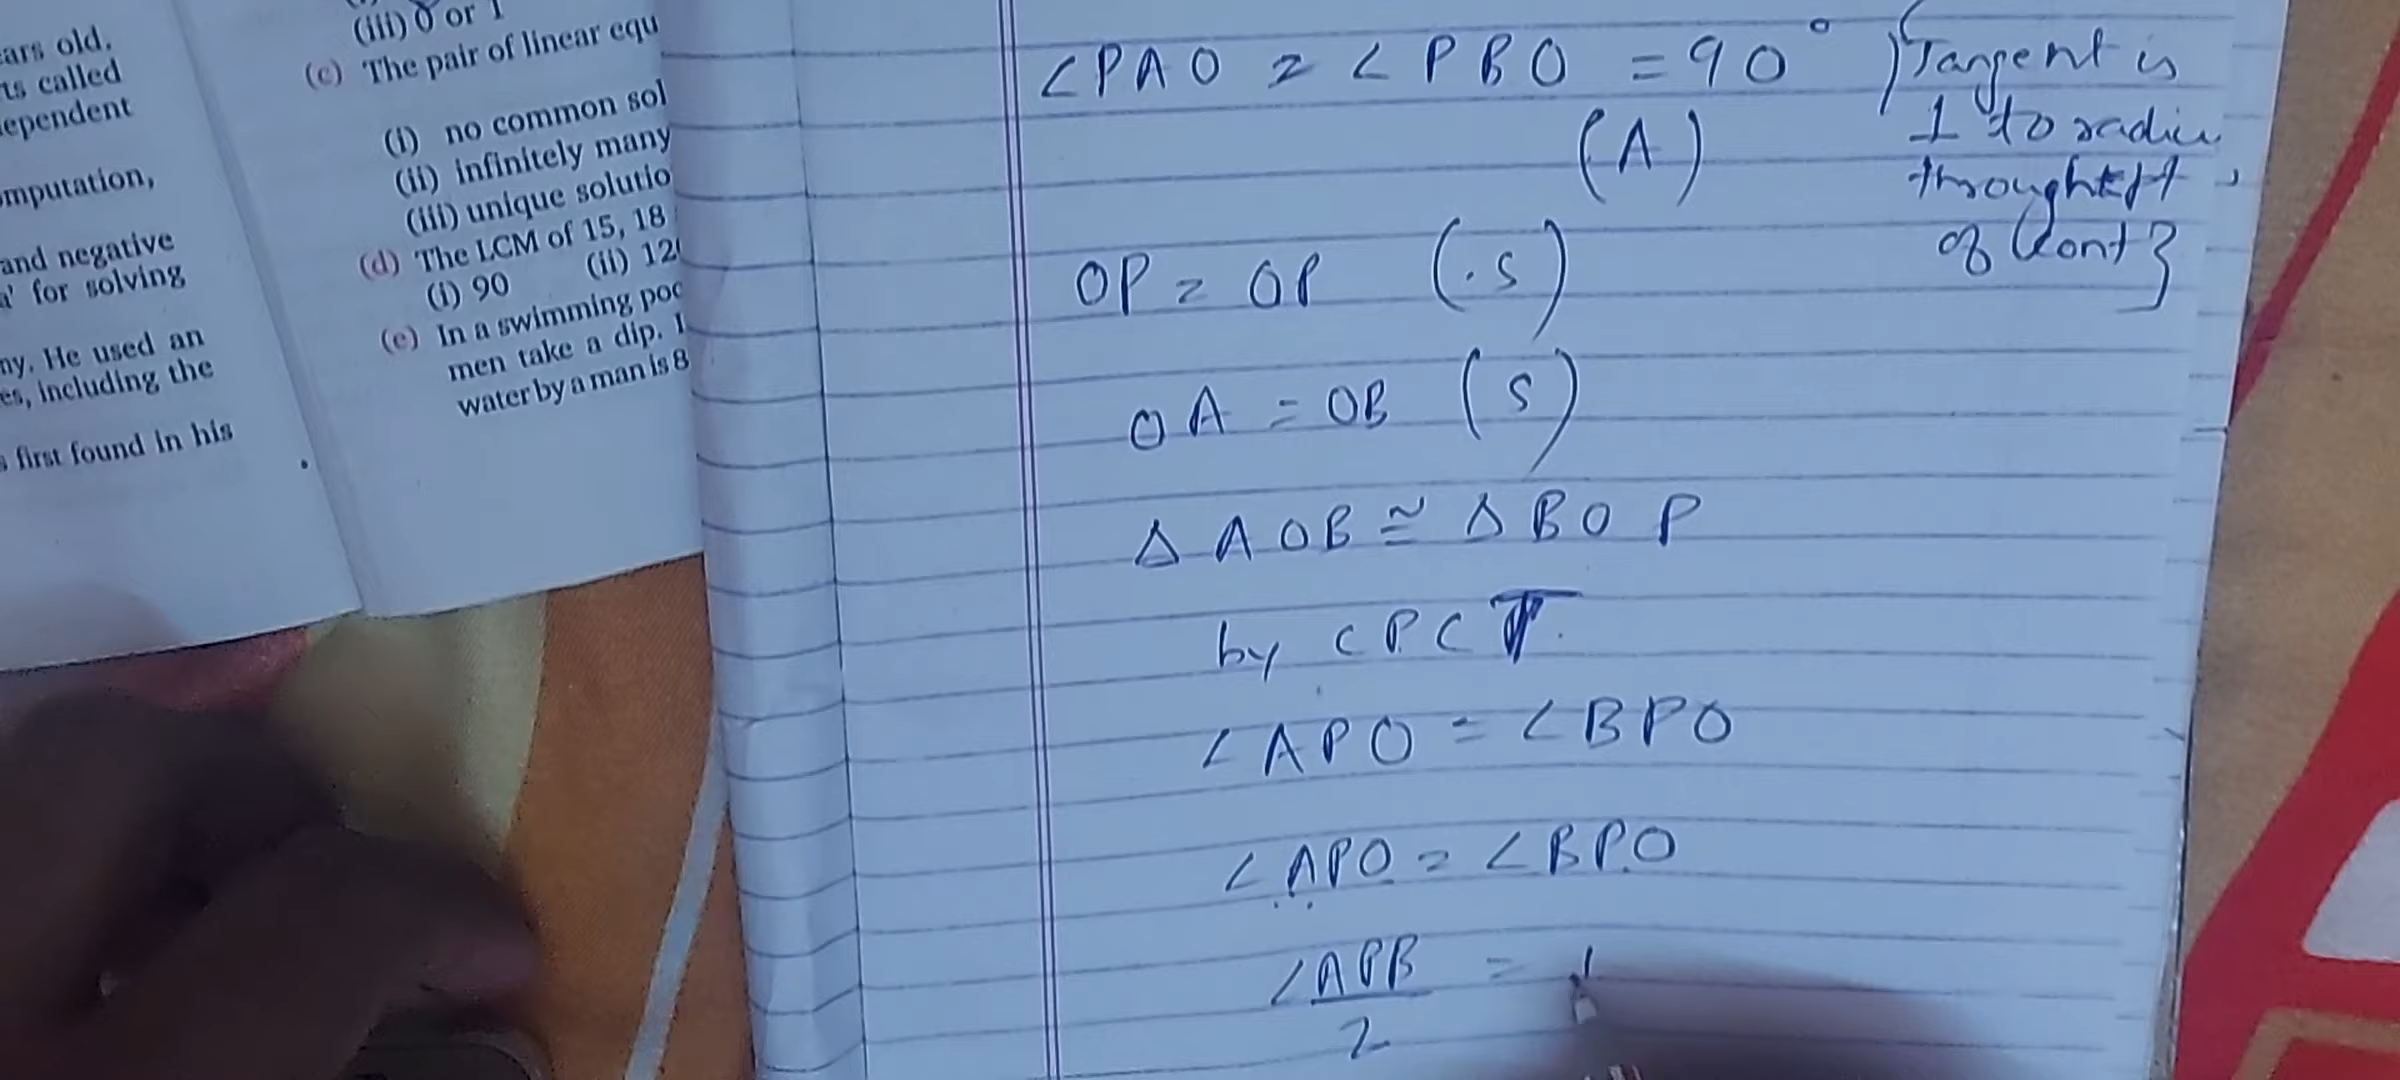 ars old.
ts called
ependent
mputation,
and negative
a' for solving
ny. He used an
es, including the
s first found in his
(iii) 0 or 1
(c) The pair of linear equ
(i) no common sol
(ii) infinitely many
(iii) unique solutio
(d) The LCM of 15, 18
(i) 90 (ii) 120
(e) In a swimming poo
men take a dip. I
water by a man is 8
∠PAO = ∠PBO = 90°
(A)
{Tangent is
⊥ to radiu
through pt
of Cont}
OP = OP (S)
OA = OB (S)
Δ AOB ≅ Δ BOP
by CPCT.
∠APO = ∠BPO
∠APO = ∠BPO
∠APB =
2